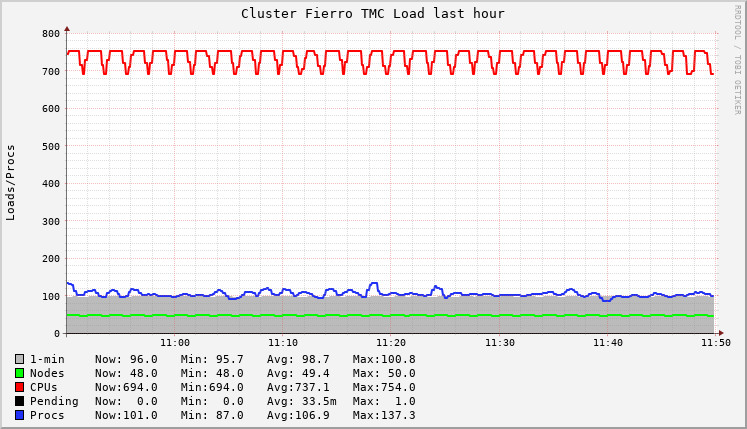 Cluster Fierro TMC Load last hour
RRDTOOL / TOBI OETIKER
Loads/Procs
800
700
600
500
400
300
200
100
0
11:00 11:10 11:20 11:30 11:40 11:50
1-min Now: 96.0 Min: 95.7 Avg: 98.7 Max:100.8
Nodes Now: 48.0 Min: 48.0 Avg: 49.4 Max: 50.0
CPUs Now:694.0 Min:694.0 Avg:737.1 Max:754.0
Pending Now: 0.0 Min: 0.0 Avg: 33.5m Max: 1.0
Procs Now:101.0 Min: 87.0 Avg:106.9 Max:137.3